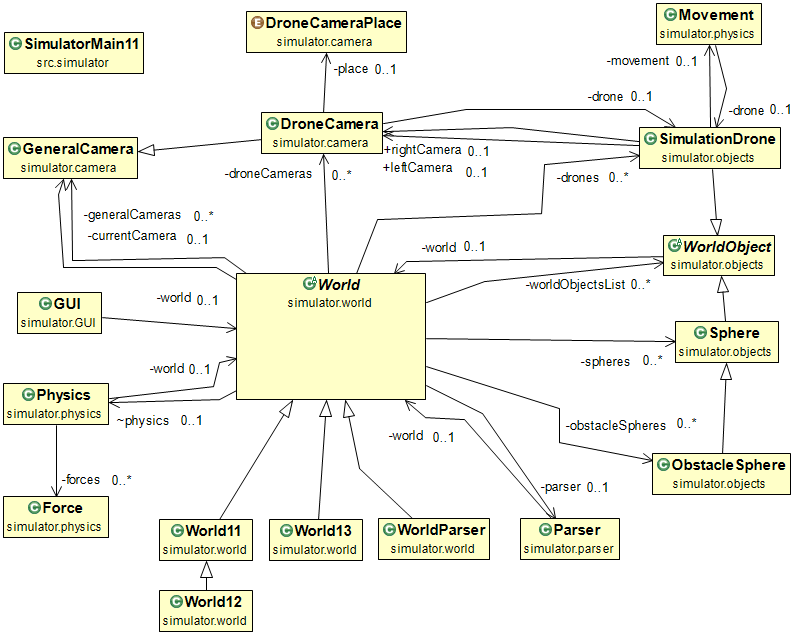 SimulatorMain11
src.simulator
E DroneCameraPlace
simulator.camera
C Movement
simulator.physics
-place 0..1
-movement 0..1
-drone 0..1
-drone 0..1
C DroneCamera
simulator.camera
C GeneralCamera
simulator.camera
C SimulationDrone
simulator.objects
+rightCamera 0..1
+leftCamera 0..1
-droneCameras 0..*
-drones 0..*
-generalCameras 0..*
-currentCamera 0..1
-world 0..1
C A WorldObject
simulator.objects
C A World
simulator.world
-worldObjectsList 0..*
C GUI
simulator.GUI
-world 0..1
C Sphere
simulator.objects
-spheres 0..*
-world 0..1
C Physics
simulator.physics
~physics 0..1
-obstacleSpheres 0..*
-world 0..1
C ObstacleSphere
simulator.objects
-forces 0..*
-parser 0..1
C Force
simulator.physics
C World11
simulator.world
C World13
simulator.world
C WorldParser
simulator.world
C Parser
simulator.parser
C World12
simulator.world